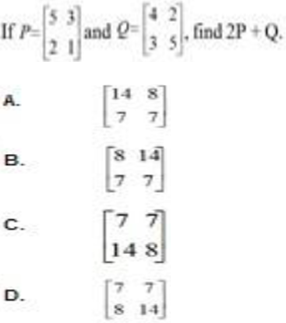 If P= [5 3 and Q= [4 2
2 1] 3 5], find 2P + Q.
A. [14 8
7 7]
B. [8 14
7 7]
C. [7 7
14 8]
D. [7 7
8 14]